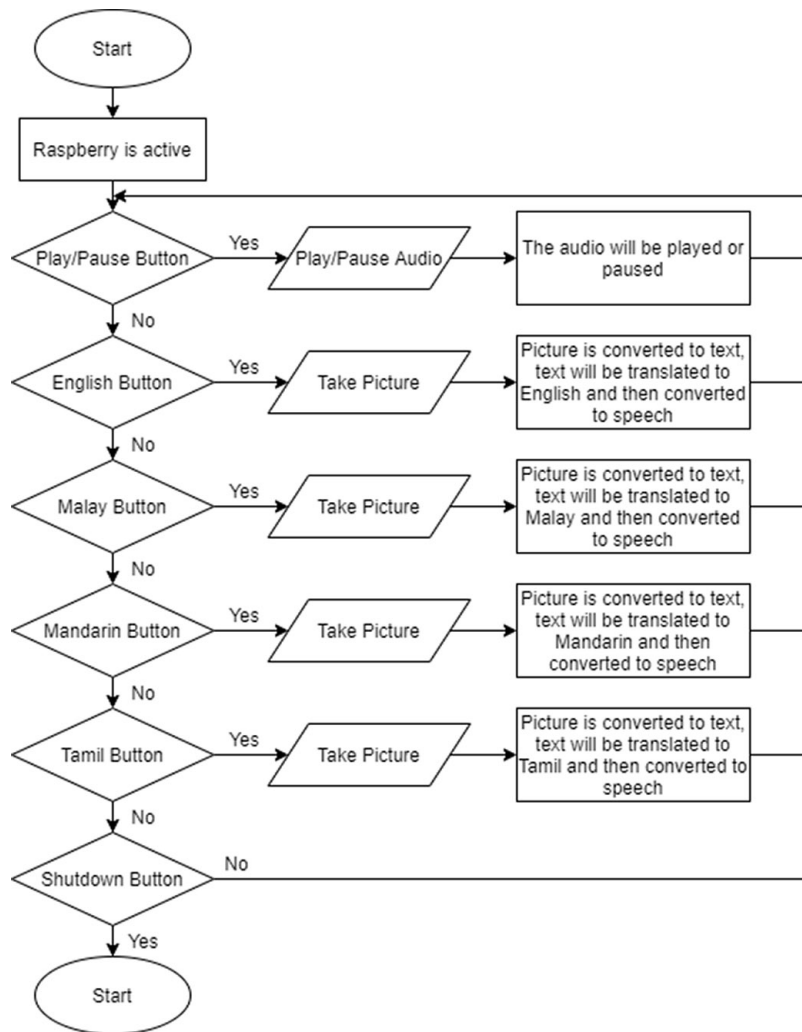 Start
Raspberry is active
Play/Pause Button
Yes
Play/Pause Audio
The audio will be played or
paused
No
English Button
Yes
Take Picture
Picture is converted to text,
text will be translated to
English and then converted
to speech
No
Malay Button
Yes
Take Picture
Picture is converted to text,
text will be translated to
Malay and then converted
to speech
No
Mandarin Button
Yes
Take Picture
Picture is converted to text,
text will be translated to
Mandarin and then
converted to speech
No
Tamil Button
Yes
Take Picture
Picture is converted to text,
text will be translated to
Tamil and then converted to
speech
No
Shutdown Button
No
Yes
Start